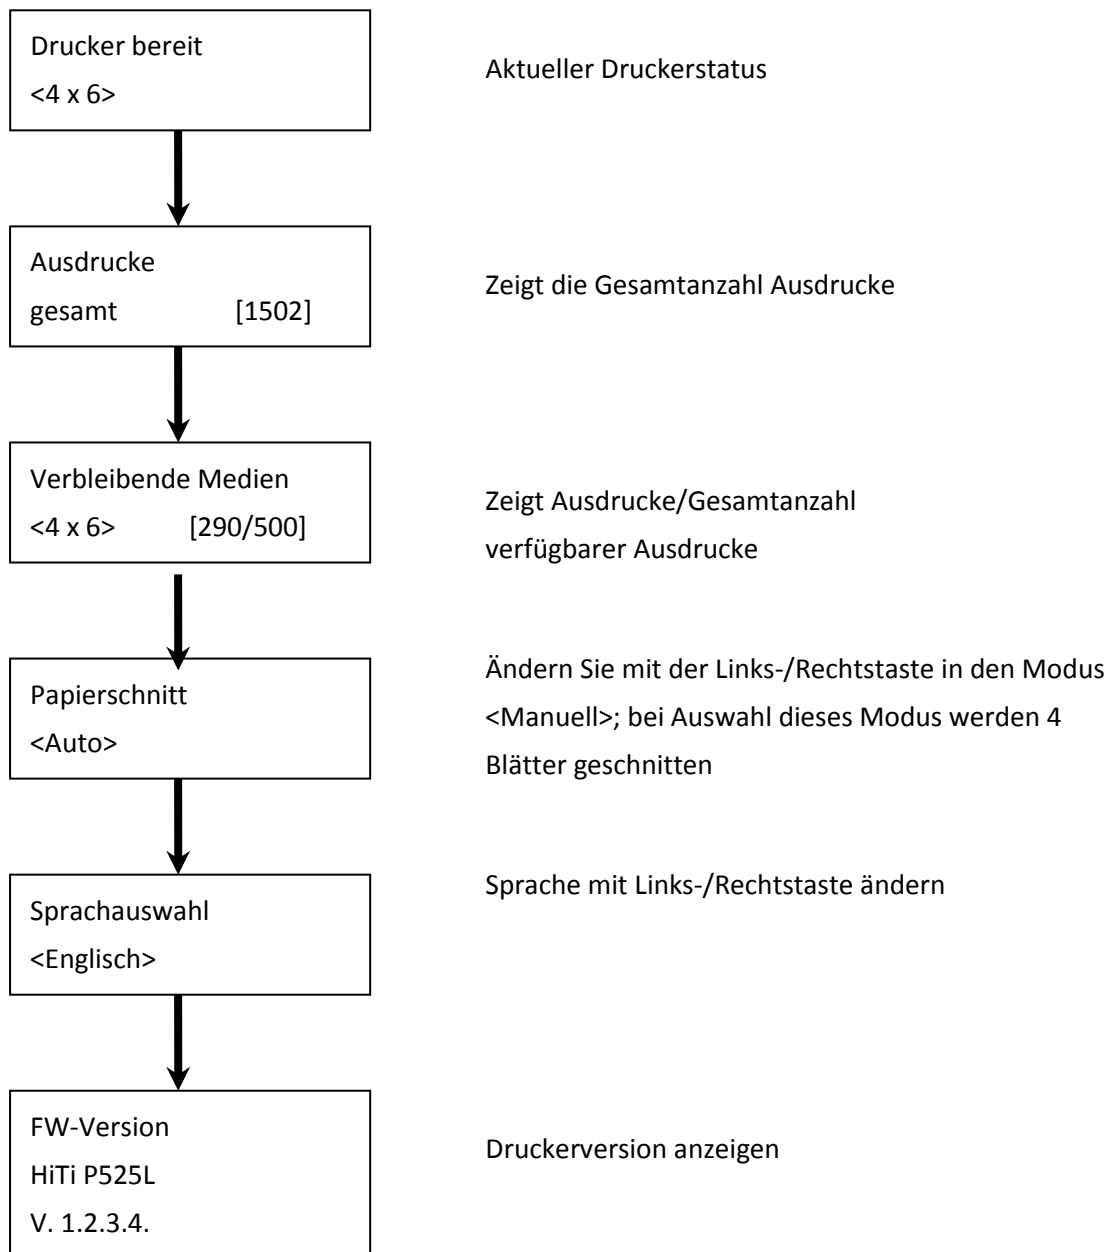 Drucker bereit
<4 x 6>
Aktueller Druckerstatus
Ausdrucke
gesamt [1502]
Zeigt die Gesamtanzahl Ausdrucke
Verbleibende Medien
<4 x 6> [290/500]
Zeigt Ausdrucke/Gesamtanzahl
verfügbarer Ausdrucke
Papierschnitt
<Auto>
Ändern Sie mit der Links-/Rechtstaste in den Modus
<Manuell>; bei Auswahl dieses Modus werden 4
Blätter geschnitten
Sprachauswahl
<Englisch>
Sprache mit Links-/Rechtstaste ändern
FW-Version
HiTi P525L
V. 1.2.3.4.
Druckerversion anzeigen